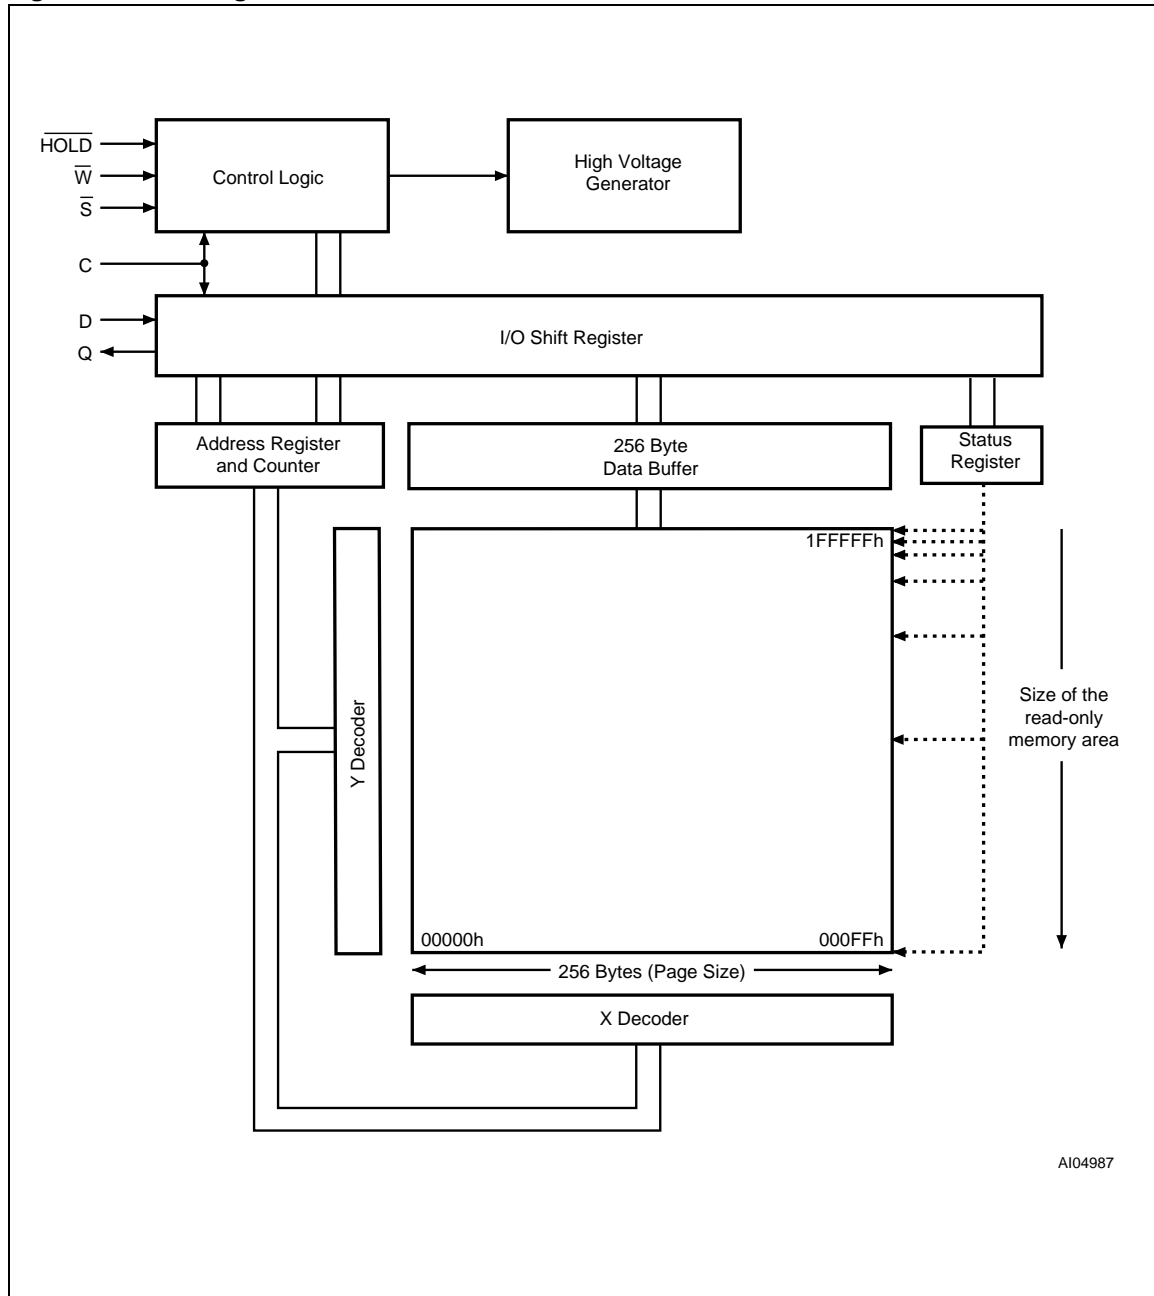 HOLD
W
S
C
D
Q
Control Logic
High Voltage
Generator
I/O Shift Register
Address Register
and Counter
256 Byte
Data Buffer
Status
Register
1FFFFFh
Y Decoder
Size of the
read-only
memory area
00000h
000FFh
256 Bytes (Page Size)
X Decoder
AI04987